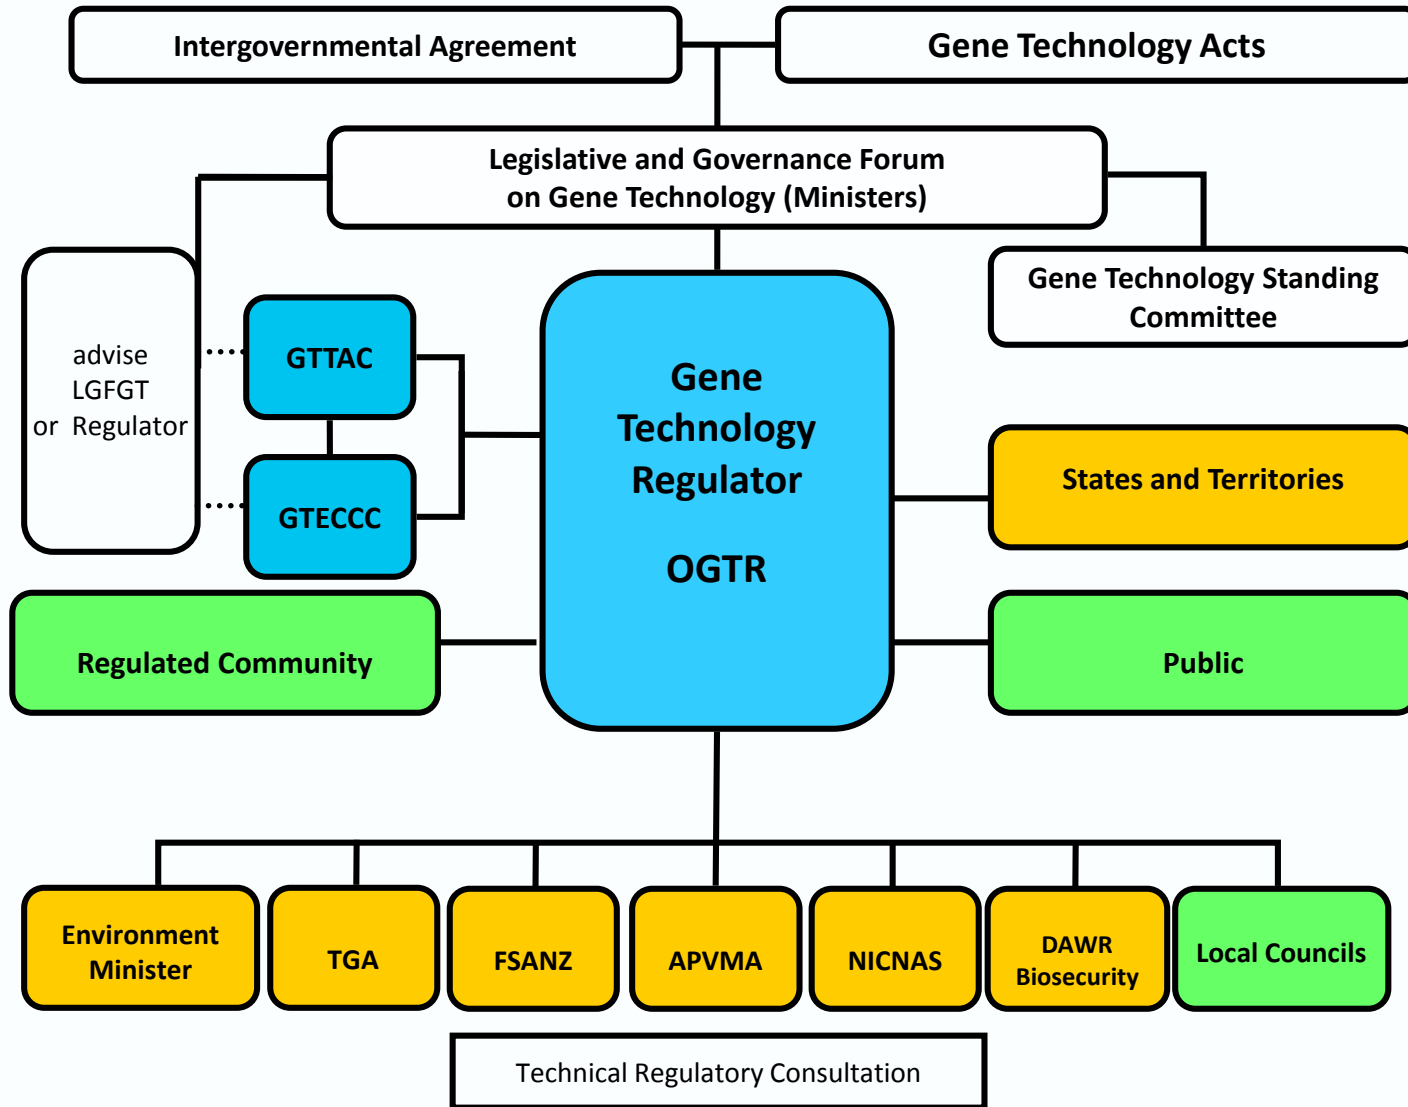 Intergovernmental Agreement
Gene Technology Acts
Legislative and Governance Forum
on Gene Technology (Ministers)
Gene Technology Standing
Committee
advise
LGFGT
or Regulator
GTTAC
GTECCC
Gene
Technology
Regulator
OGTR
States and Territories
Regulated Community
Public
Environment
Minister
TGA
FSANZ
APVMA
NICNAS
DAWR
Biosecurity
Local Councils
Technical Regulatory Consultation